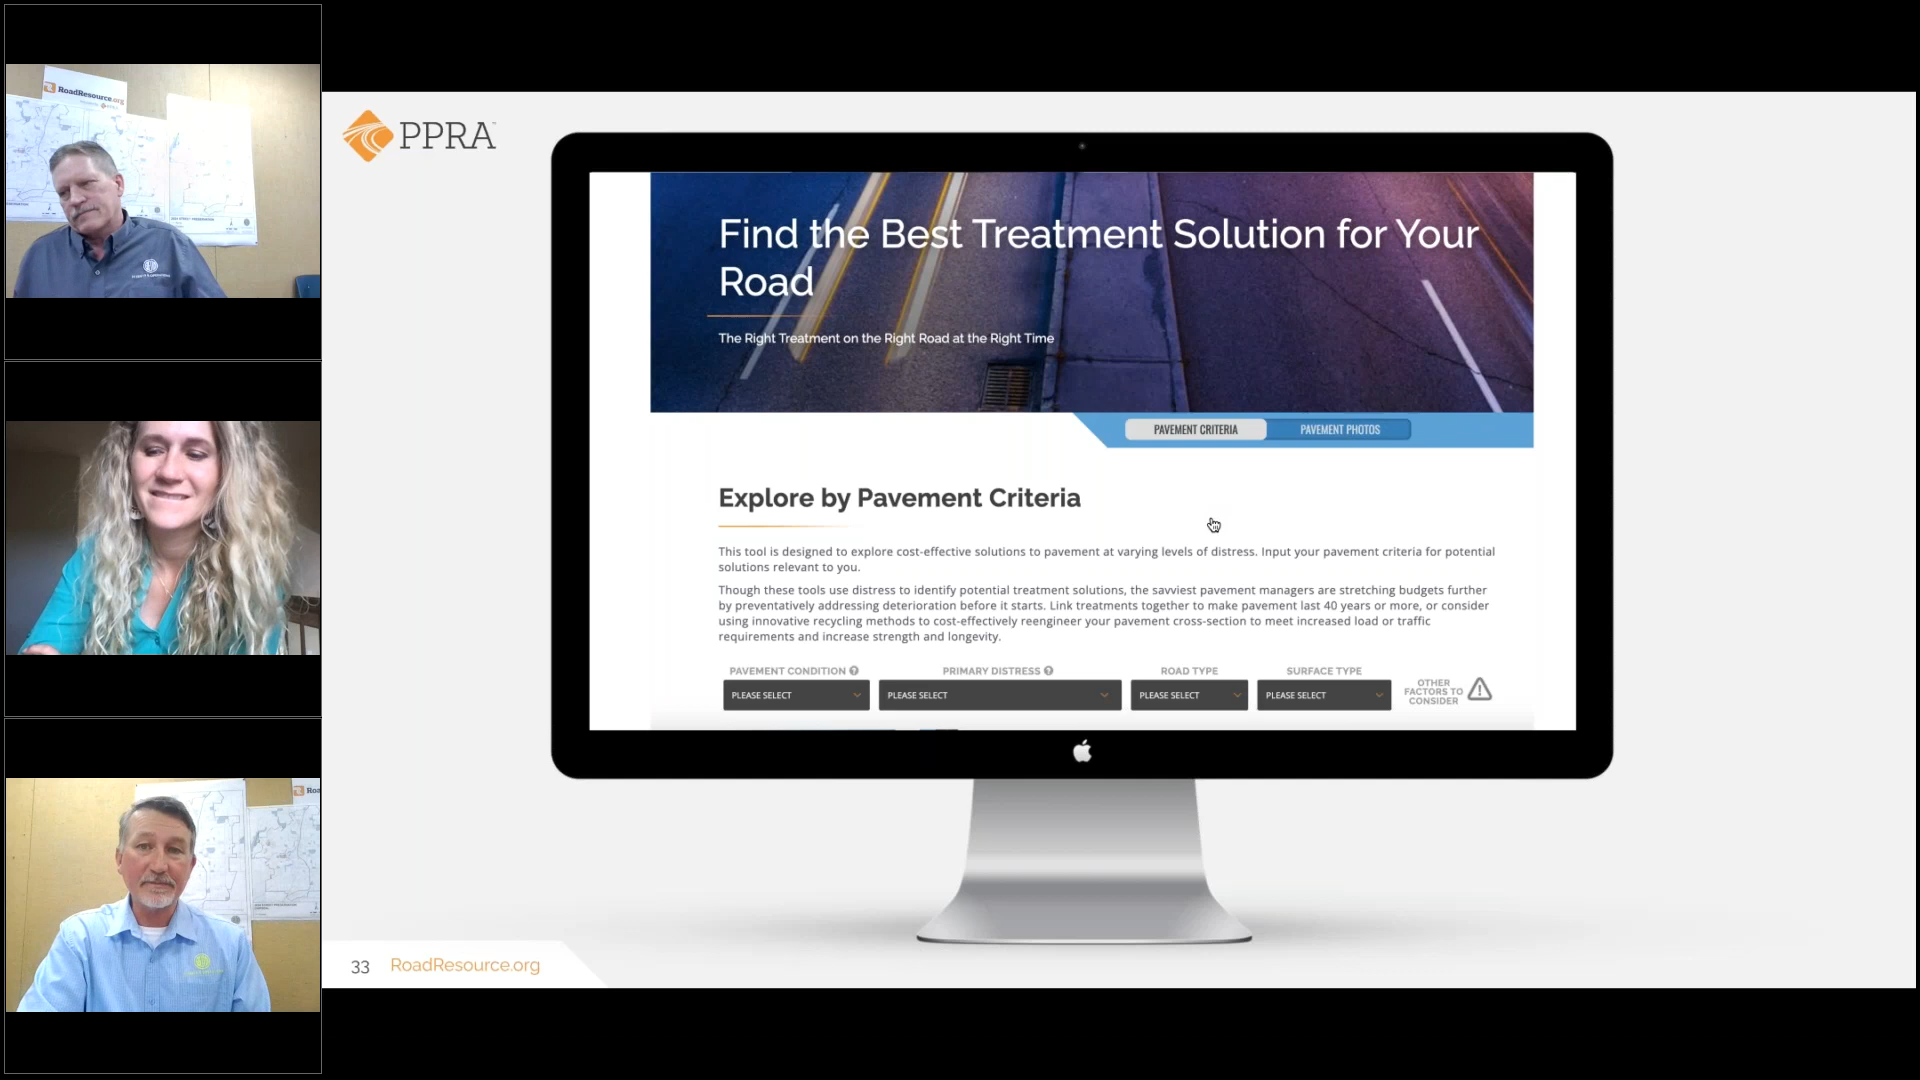 RoadResource.org
PPRA
Find the Best Treatment Solution for Your
Road
The Right Treatment on the Right Road at the Right Time
PAVEMENT CRITERIA
PAVEMENT PHOTOS
Explore by Pavement Criteria
This tool is designed to explore cost-effective solutions to pavement at varying levels of distress. Input your pavement criteria for potential
solutions relevant to you.
Though these tools use distress to identify potential treatment solutions, the savviest pavement managers are stretching budgets further
by preventatively addressing deterioration before it starts. Link treatments together to make pavement last 40 years or more, or consider
using innovative recycling methods to cost-effectively reengineer your pavement cross-section to meet increased load or traffic
requirements and increase strength and longevity.
PAVEMENT CONDITION ?
PRIMARY DISTRESS ?
ROAD TYPE
SURFACE TYPE
PLEASE SELECT
PLEASE SELECT
PLEASE SELECT
PLEASE SELECT
OTHER
FACTORS TO
CONSIDER
Roa
33 RoadResource.org